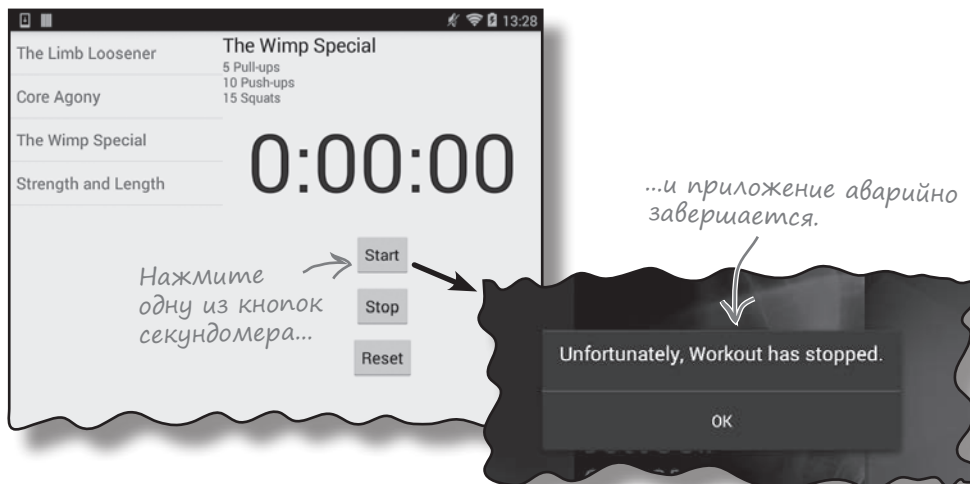 13:28
The Limb Loosener
Core Agony
The Wimp Special
Strength and Length
The Wimp Special
5 Pull-ups
10 Push-ups
15 Squats
0:00:00
Start
Stop
Reset
Нажмите
одну из кнопок
секундомера...
...и приложение аварийно
завершается.
Unfortunately, Workout has stopped.
OK